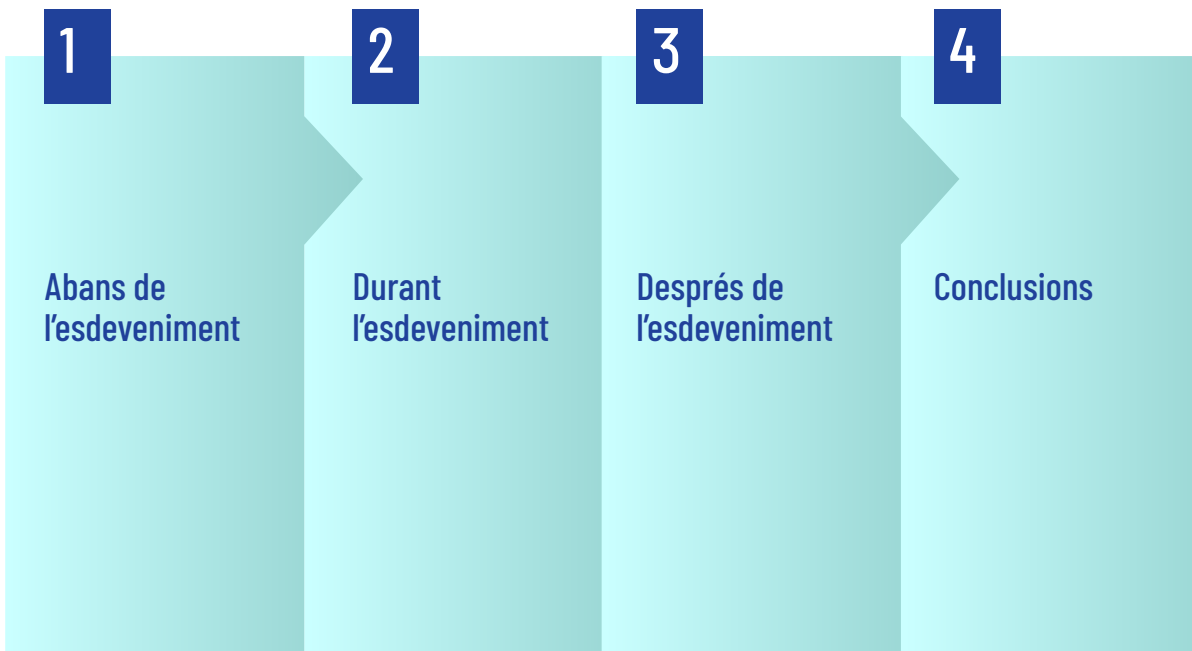 1
Abans de
l’esdeveniment
2
Durant
l’esdeveniment
3
Després de
l’esdeveniment
4
Conclusions